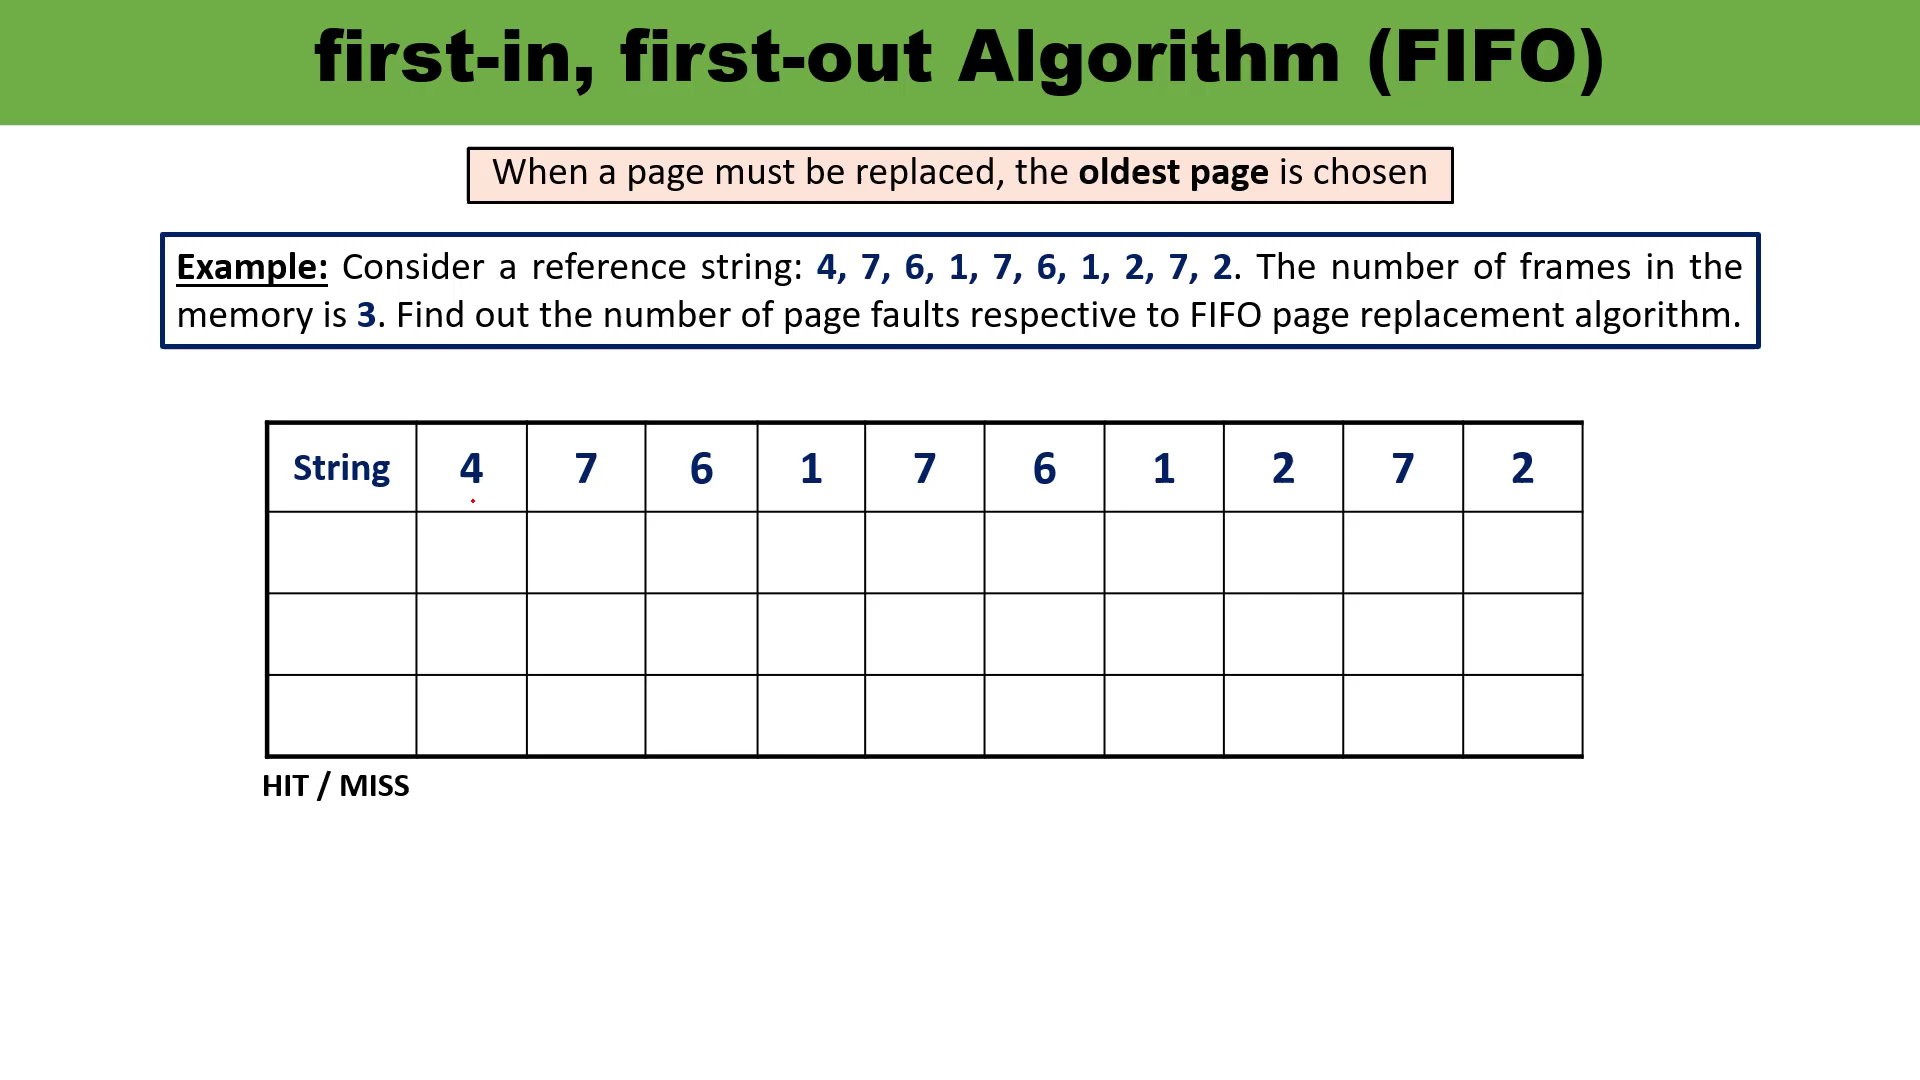 first-in, first-out Algorithm (FIFO)
When a page must be replaced, the oldest page is chosen
Example: Consider a reference string: 4, 7, 6, 1, 7, 6, 1, 2, 7, 2. The number of frames in the
memory is 3. Find out the number of page faults respective to FIFO page replacement algorithm.
String 4 7 6 1 7 6 1 2 7 2
HIT / MISS